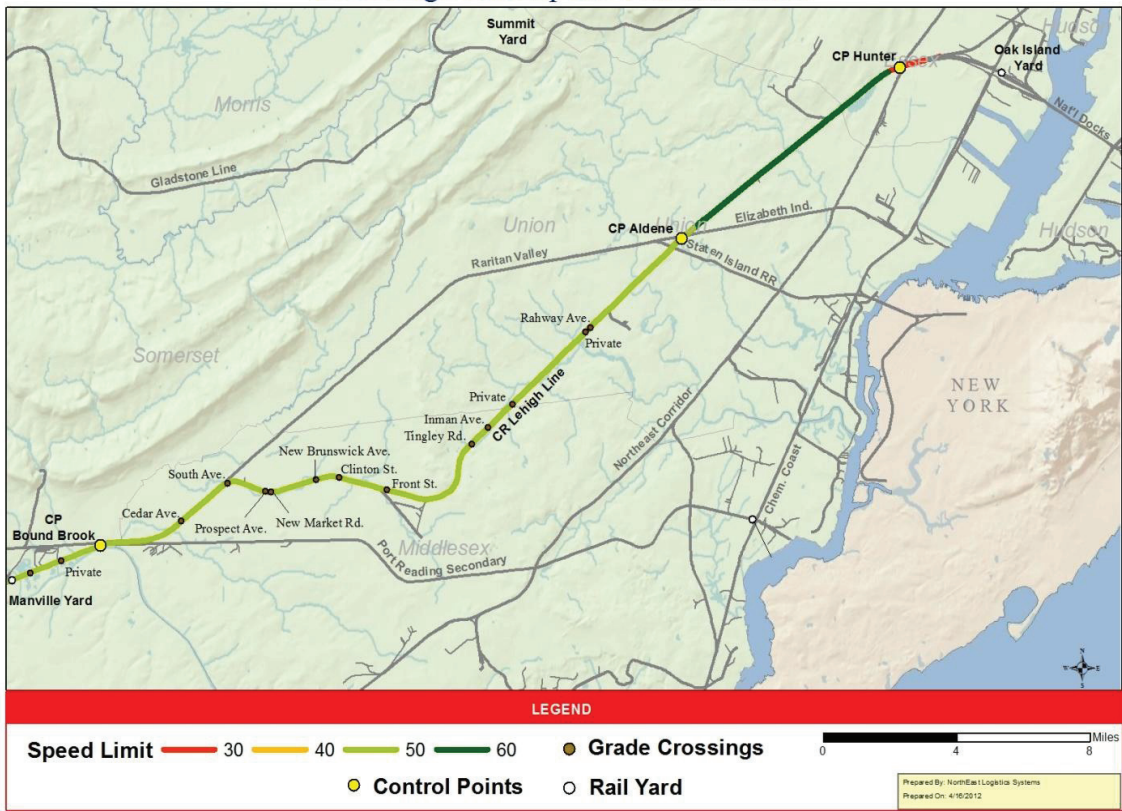 Summit
Yard
Hudson
CP Hunter
Essex
Oak Island
Yard
Morris
Nat'l Docks
Gladstone Line
Union
CP Aldene
Union
Elizabeth Ind.
Hudson
Raritan Valley
Staten Island RR
Rahway Ave.
Private
Somerset
NEW
YORK
Private
CR Lehigh Line
Inman Ave.
Tingley Rd.
Northeast Corridor
New Brunswick Ave.
South Ave.
Clinton St.
Front St.
Chem. Coast
Cedar Ave.
Prospect Ave.
New Market Rd.
CP
Bound Brook
Middlesex
Port Reading Secondary
Private
Manville Yard
N
W E
S
LEGEND
Speed Limit 30 40 50 60 Grade Crossings
Miles
0 4 8
Control Points Rail Yard
Prepared By: NorthEast Logistics Systems
Prepared On: 4/16/2012